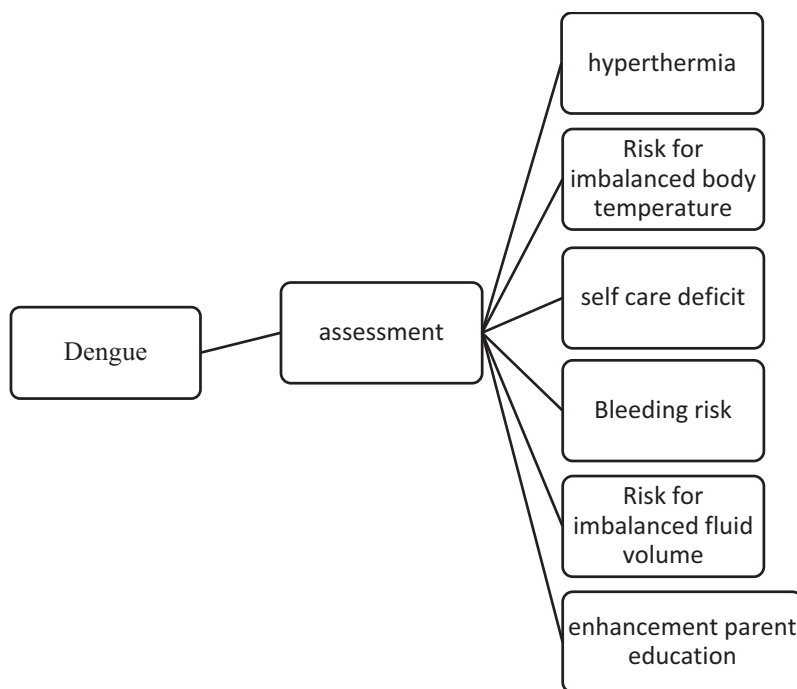 Dengue
assessment
hyperthermia
Risk for
imbalanced body
temperature
self care deficit
Bleeding risk
Risk for
imbalanced fluid
volume
enhancement parent
education